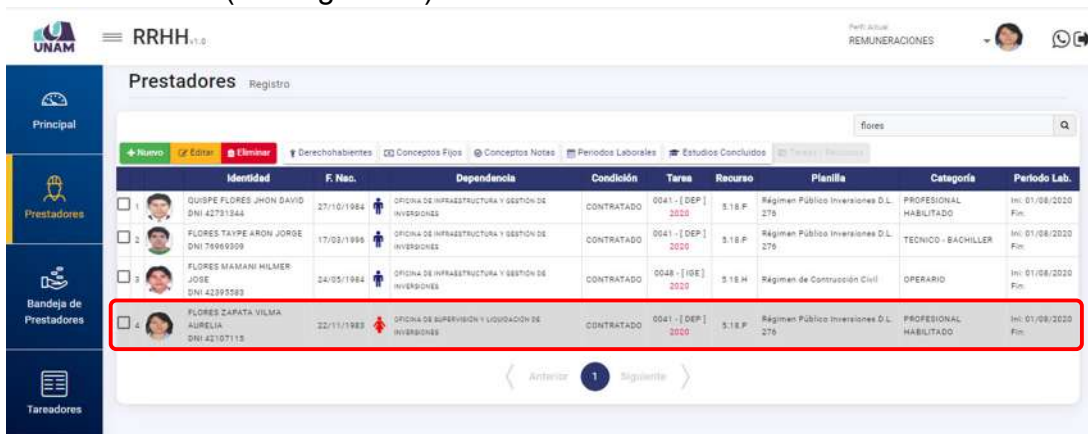 UNAM
RRHH v1.0
Perfil Actual
REMUNERACIONES
Principal
Prestadores
Bandeja de
Prestadores
Tareadores
Prestadores Registro
flores
Nuevo Editar Eliminar Derechohabientes Conceptos Fijos Conceptos Notas Periodos Laborales Estudios Concluidos
Identidad F. Nac. Dependencia Condición Tarea Recurso Planilla Categoría Periodo Lab.
1 QUISPE FLORES JHON DAVID
DNI 42731344
27/10/1984
OFICINA DE INFRAESTRUCTURA Y GESTIÓN DE
INVERSIONES
CONTRATADO
0041 - [ DEP ]
2020
5.18.P
Régimen Público Inversiones D.L.
276
PROFESIONAL
HABILITADO
Ini: 01/08/2020
Fin:
2 FLORES TAYPE ARON JORGE
DNI 76969309
17/03/1996
OFICINA DE INFRAESTRUCTURA Y GESTIÓN DE
INVERSIONES
CONTRATADO
0041 - [ DEP ]
2020
5.18.P
Régimen Público Inversiones D.L.
276
TECNICO - BACHILLER
Ini: 01/08/2020
Fin:
3 FLORES MAMANI HILMER
JOSE
DNI 42395583
24/05/1984
OFICINA DE INFRAESTRUCTURA Y GESTIÓN DE
INVERSIONES
CONTRATADO
0048 - [ IGE ]
2020
5.18.H
Régimen de Contrucción Civil
OPERARIO
Ini: 01/08/2020
Fin:
4 FLORES ZAPATA VILMA
AURELIA
DNI 42107115
22/11/1983
OFICINA DE SUPERVISIÓN Y LIQUIDACIÓN DE
INVERSIONES
CONTRATADO
0041 - [ DEP ]
2020
5.18.P
Régimen Público Inversiones D.L.
276
PROFESIONAL
HABILITADO
Ini: 01/08/2020
Fin:
Anterior 1 Siguiente